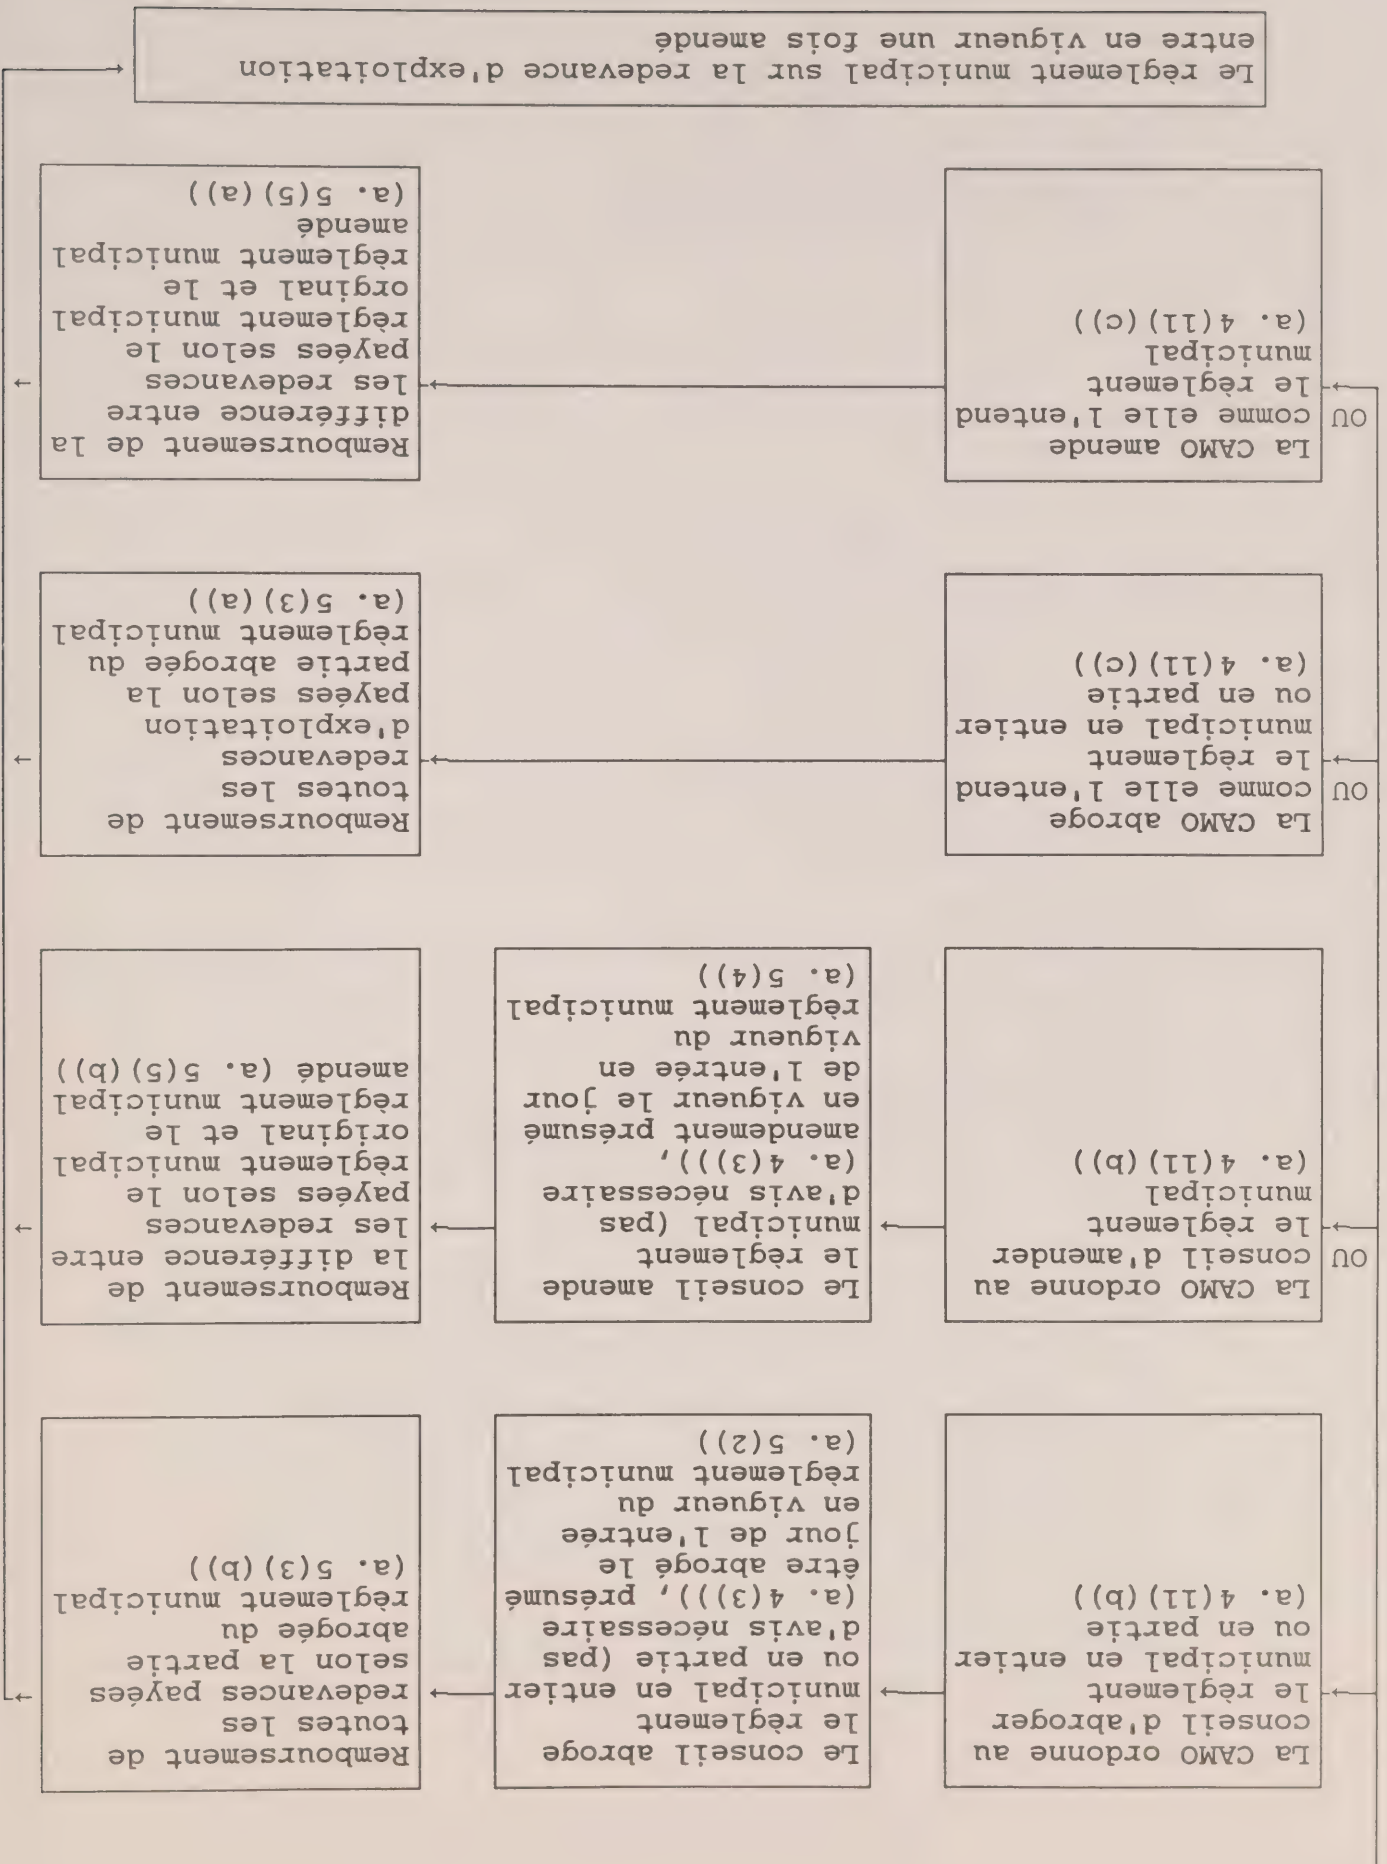 La CAMO ordonne au
conseil d'abroger
le règlement
municipal en entier
ou en partie
(a. 4(11)(b))
Le conseil abroge
le règlement
municipal en entier
ou en partie (pas
d'avis nécessaire
(a. 4(3))), présumé
être abrogé le
jour de l'entrée
en vigueur du
règlement municipal
(a. 5(2))
Remboursement de
toutes les
redevances payées
selon la partie
abrogée du
règlement municipal
(a. 5(3)(b))
OU
La CAMO ordonne au
conseil d'amender
le règlement
municipal
(a. 4(11)(b))
Le conseil amende
le règlement
municipal (pas
d'avis nécessaire
(a. 4(3))),
amendement présumé
en vigueur le jour
de l'entrée en
vigueur du
règlement municipal
(a. 5(4))
Remboursement de
la différence entre
les redevances
payées selon le
règlement municipal
original et le
règlement municipal
amendé (a. 5(5)(b))
OU
La CAMO abroge
comme elle l'entend
le règlement
municipal en entier
ou en partie
(a. 4(11)(c))
Remboursement de
toutes les
redevances
d'exploitation
payées selon la
partie abrogée du
règlement municipal
(a. 5(3)(a))
OU
La CAMO amende
comme elle l'entend
le règlement
municipal
(a. 4(11)(c))
Remboursement de la
différence entre
les redevances
payées selon le
règlement municipal
orginal et le
règlement municipal
amendé
(a. 5(5)(a))
Le règlement municipal sur la redevance d'exploitation
entre en vigueur une fois amendé